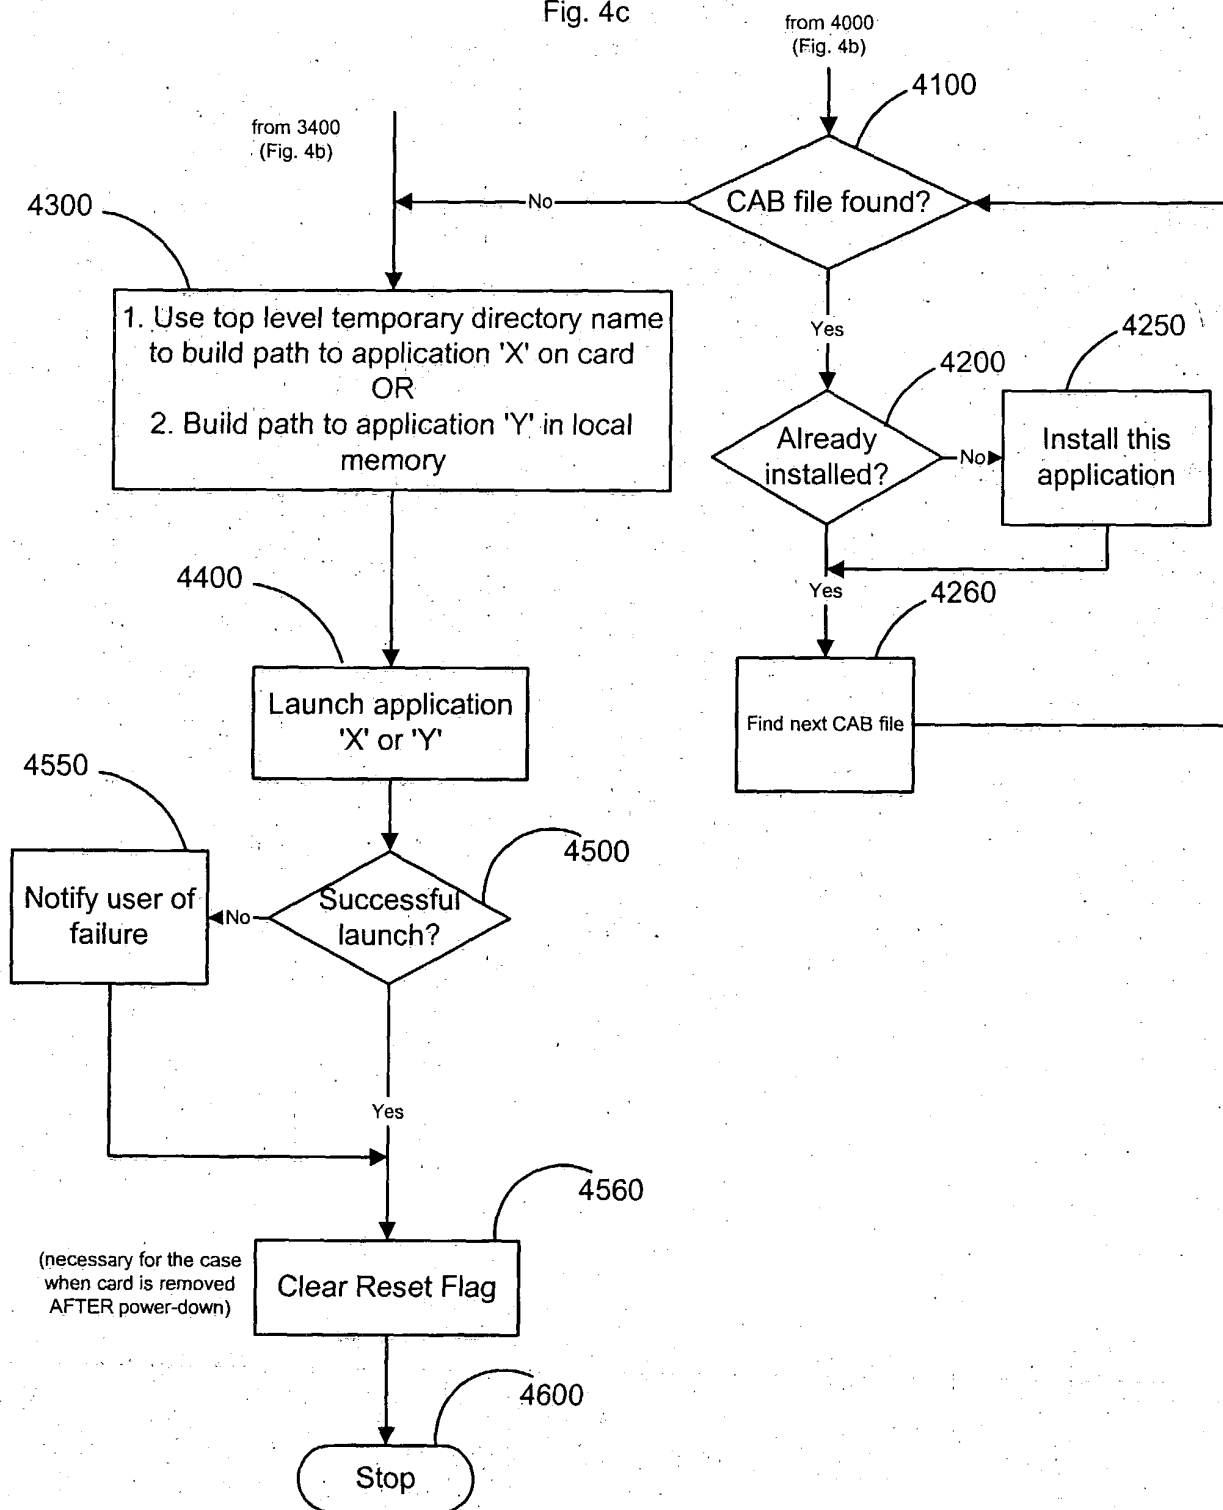 Fig. 4c
from 4000
(Fig. 4b)
4100
from 3400
(Fig. 4b)
CAB file found?
No
4300
1. Use top level temporary directory name
to build path to application 'X' on card
OR
2. Build path to application 'Y' in local
memory
Yes
4250
4200
Already
installed?
No
Install this
application
Yes
4260
Find next CAB file
4400
Launch application
'X' or 'Y'
4550
4500
Notify user of
failure
No
Successful
launch?
Yes
4560
(necessary for the case
when card is removed
AFTER power-down)
Clear Reset Flag
4600
Stop